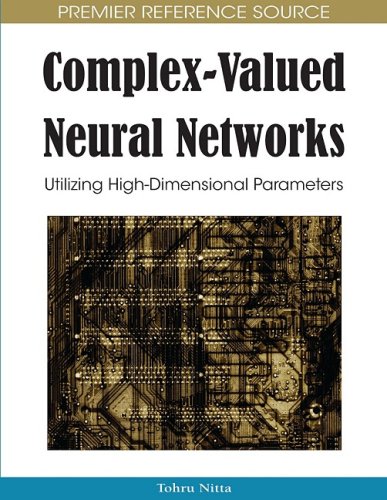 PREMIER REFERENCE SOURCE
Complex-Valued
Neural Networks
Utilizing High-Dimensional Parameters
Tohru Nitta